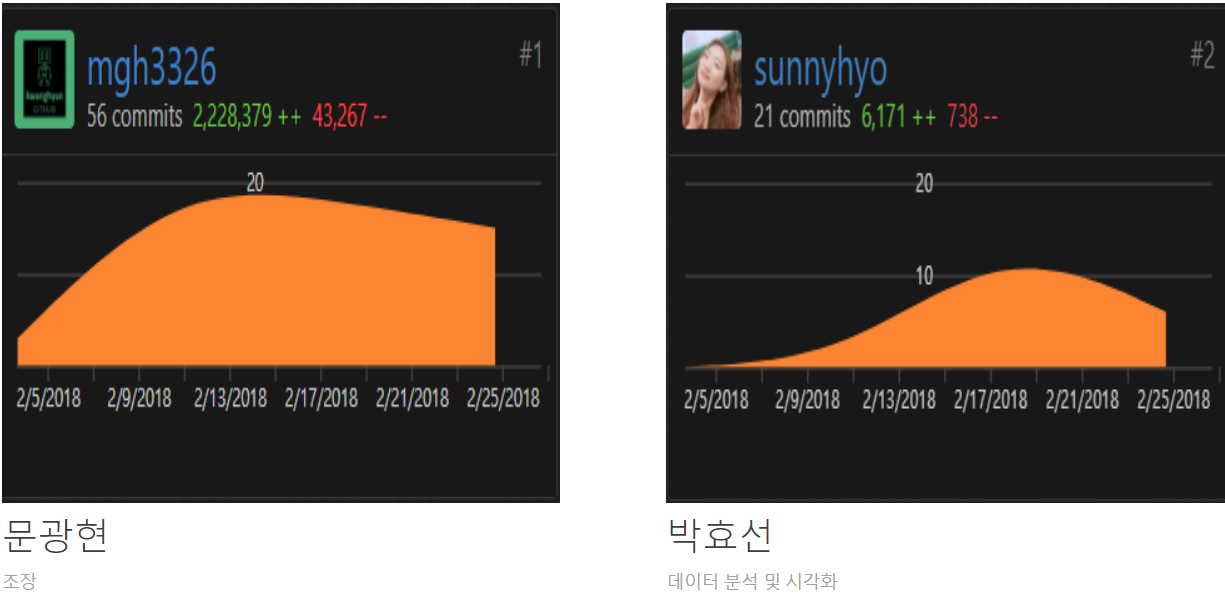 mgh3326
#1
56 commits 2,228,379 ++ 43,267 --
20
2/5/2018 2/9/2018 2/13/2018 2/17/2018 2/21/2018 2/25/2018
문광현
조장
sunnyhyo
#2
21 commits 6,171 ++ 738 --
20
10
2/5/2018 2/9/2018 2/13/2018 2/17/2018 2/21/2018 2/25/2018
박효선
데이터 분석 및 시각화